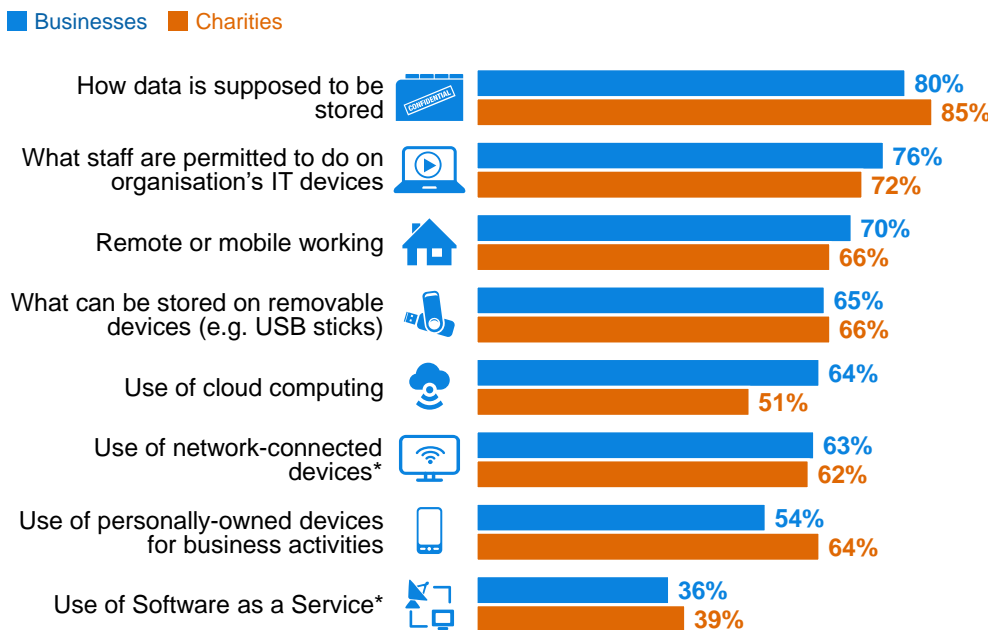 Businesses Charities
How data is supposed to be
stored
CONFIDENTIAL
80%
85%
What staff are permitted to do on
organisation’s IT devices
76%
72%
Remote or mobile working
70%
66%
What can be stored on removable
devices (e.g. USB sticks)
65%
66%
Use of cloud computing
64%
51%
Use of network-connected
devices*
63%
62%
Use of personally-owned devices
for business activities
54%
64%
Use of Software as a Service*
36%
39%